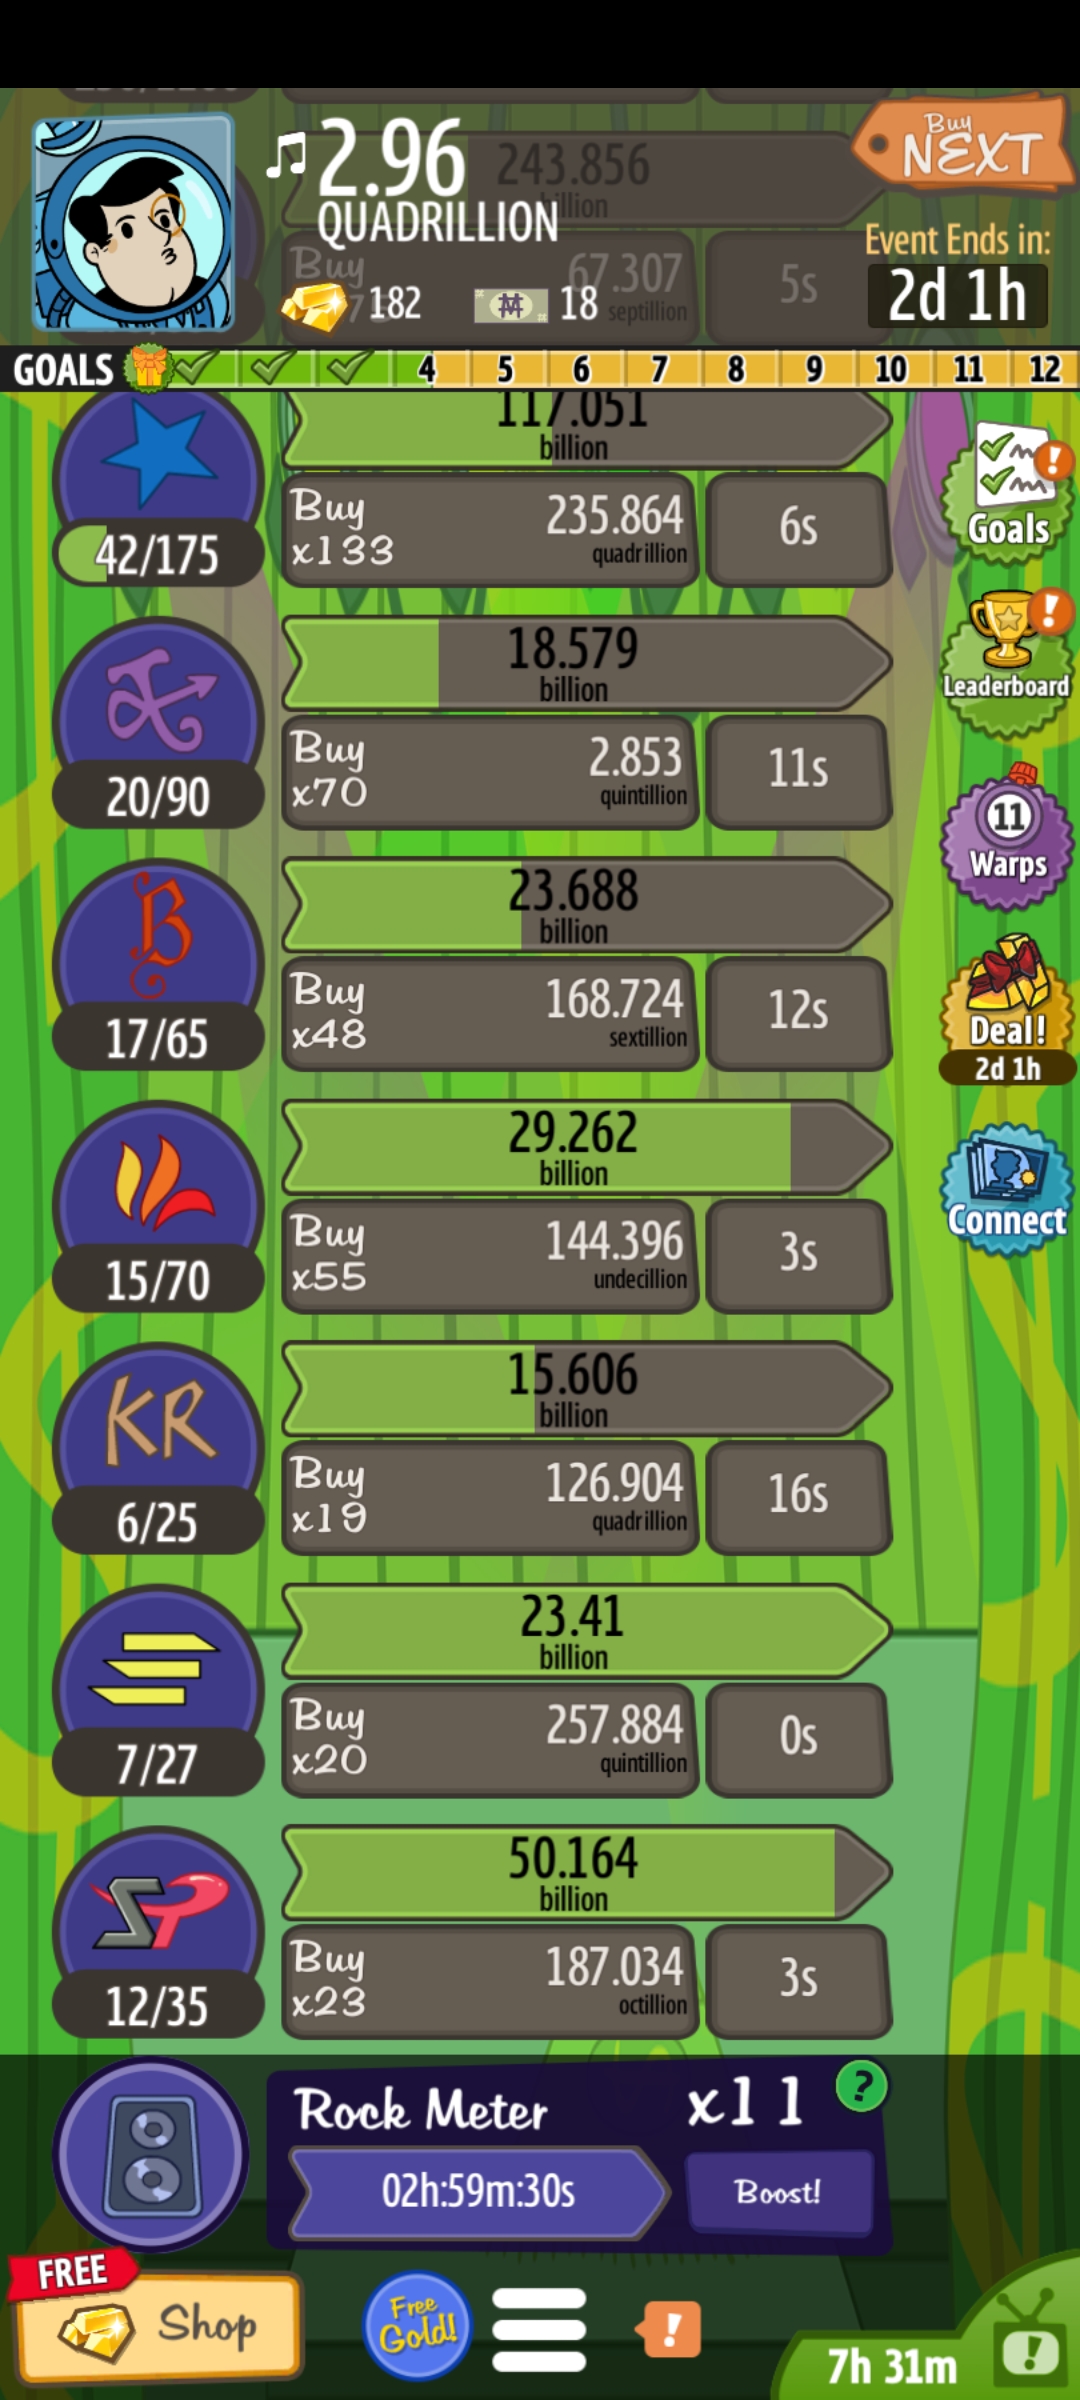 2.96
QUADRILLION
182
18
243.856
billion
Buy
67.307
septillion
5s
Buy
NEXT
Event Ends in:
2d 1h
GOALS
4 5 6 7 8 9 10 11 12
117.051
billion
42/175
Buy
x133
235.864
quadrillion
6s
18.579
billion
20/90
Buy
x70
2.853
quintillion
11s
B
23.688
billion
17/65
Buy
x48
168.724
sextillion
12s
29.262
billion
15/70
Buy
x55
144.396
undecillion
3s
KR
15.606
billion
6/25
Buy
x19
126.904
quadrillion
16s
23.41
billion
7/27
Buy
x20
257.884
quintillion
0s
SP
50.164
billion
12/35
Buy
x23
187.034
octillion
3s
!
Goals
!
Leaderboard
11
Warps
Deal!
2d 1h
Connect
Rock Meter
x11
?
02h:59m:30s
Boost!
FREE
Shop
Free
Gold!
!
7h 31m
!